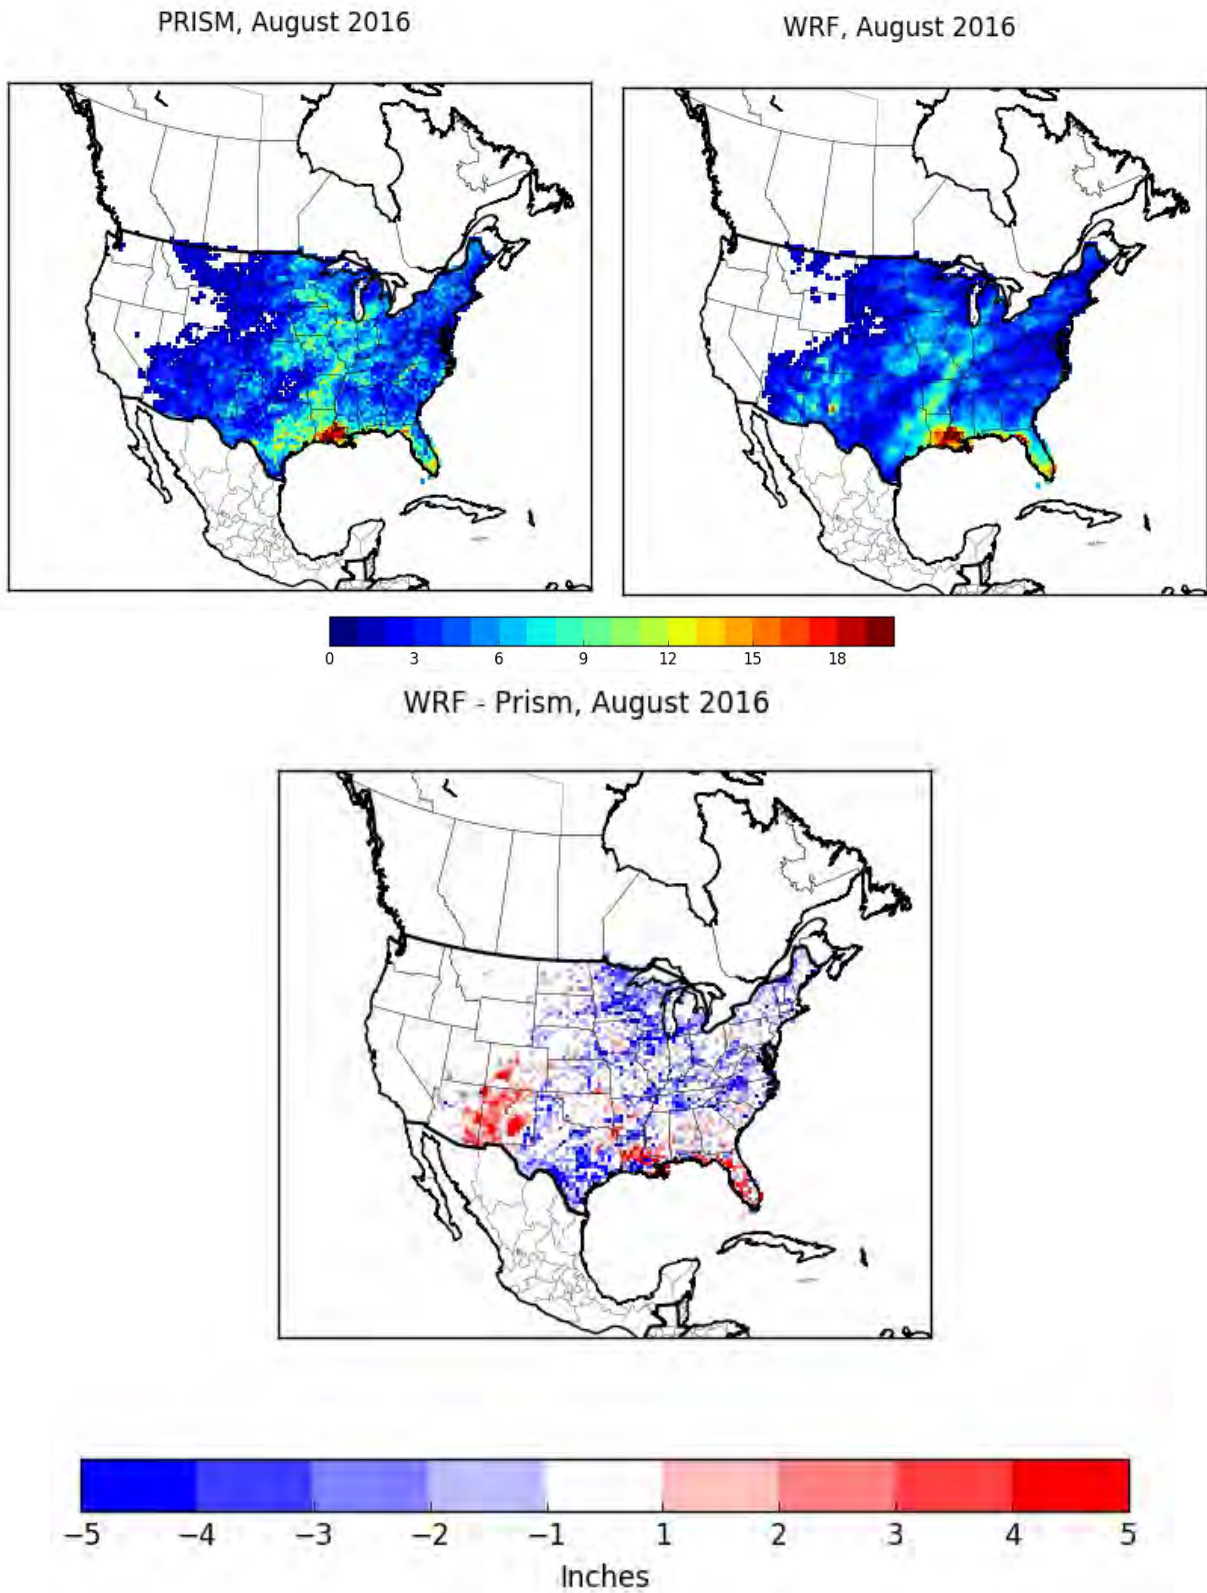 PRISM, August 2016
WRF, August 2016
0 3 6 9 12 15 18
WRF - Prism, August 2016
−5 −4 −3 −2 −1 1 2 3 4 5
Inches